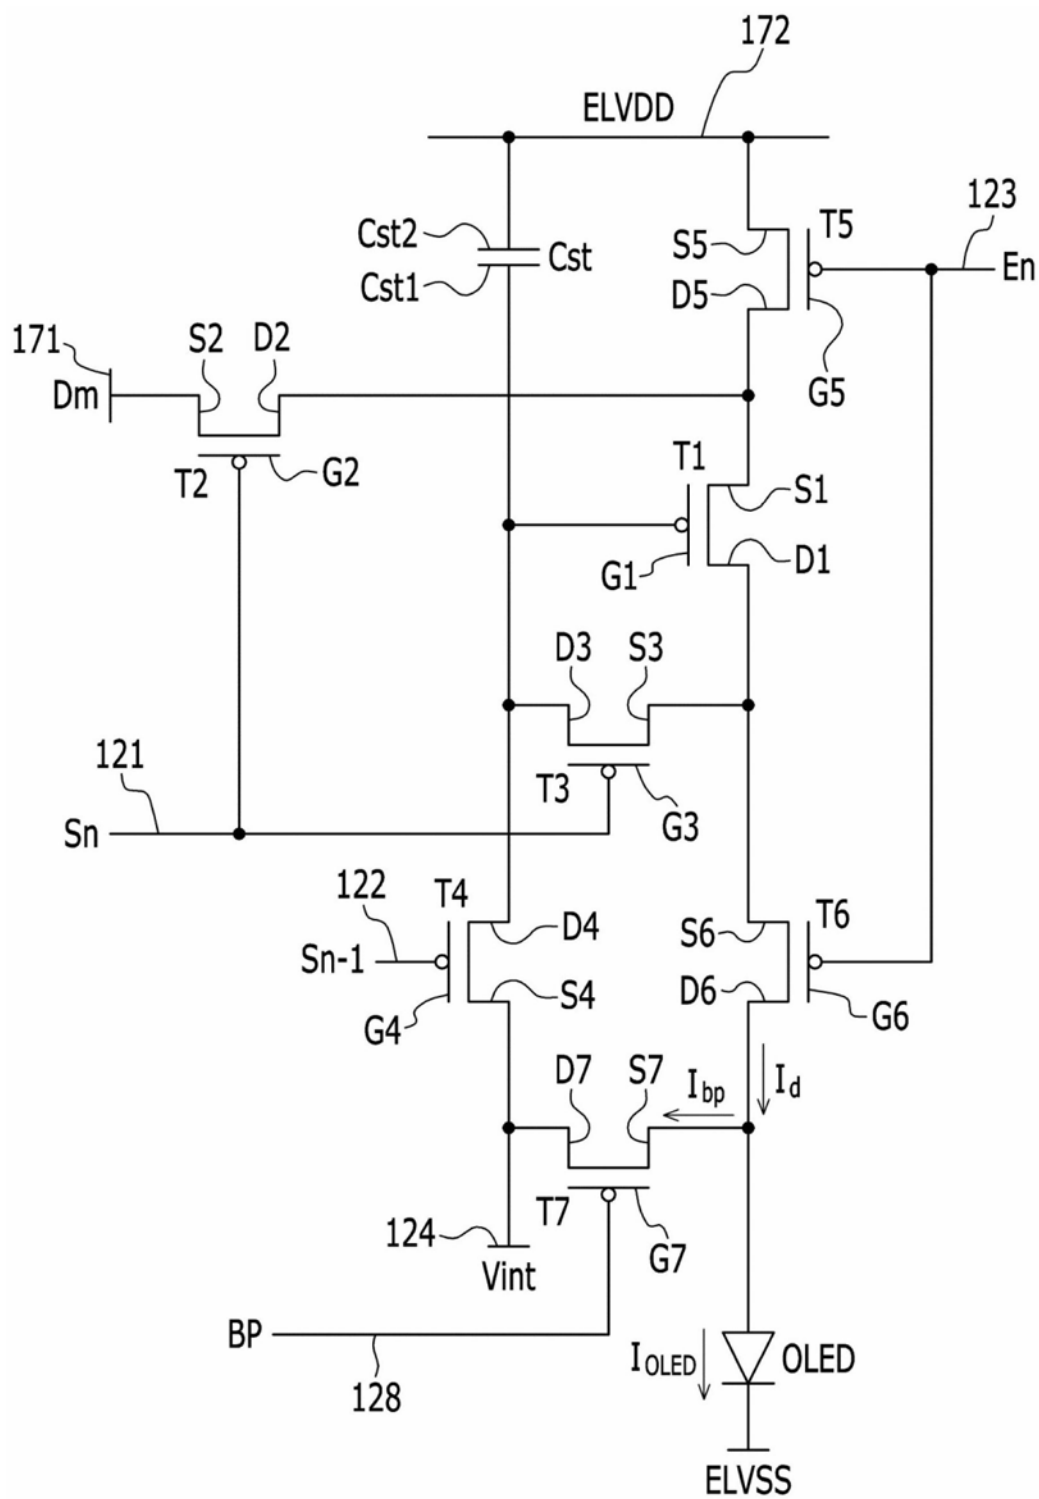 172
ELVDD
123
T5
Cst2
S5
Cst
En
Cst1
D5
171
S2
D2
Dm
G5
T1
G2
T2
S1
D1
G1
D3
S3
121
T3
G3
Sn
122
T4
T6
D4
S6
Sn-1
S4
D6
G4
G6
D7
S7
Ibp
Id
T7
124
G7
Vint
BP
IOLED
OLED
128
ELVSS